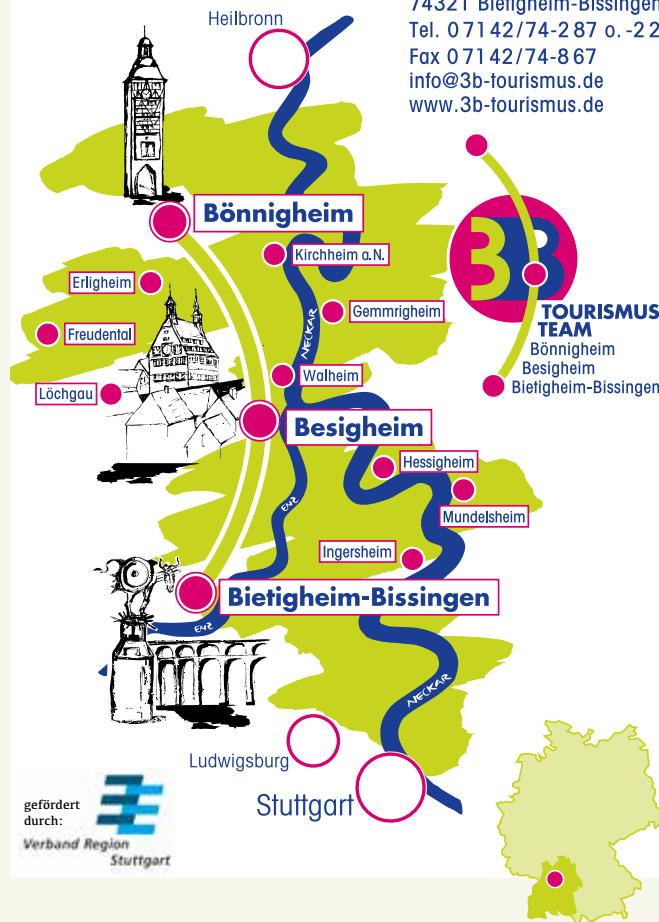 74321 Bietigheim-Bissingen
Tel. 07142/74-287 o. -22
Fax 07142/74-867
info@3b-tourismus.de
www.3b-tourismus.de
Heilbronn
Bönnigheim
Kirchheim a.N.
Erligheim
Gemmrigheim
NECKAR
Freudental
Walheim
Löchgau
Besigheim
Hessigheim
Mundelsheim
ENZ
Ingersheim
Bietigheim-Bissingen
ENZ
NECKAR
Ludwigsburg
Stuttgart
3B
TOURISMUS
TEAM
Bönnigheim
Besigheim
Bietigheim-Bissingen
gefördert
durch:
Verband Region
Stuttgart